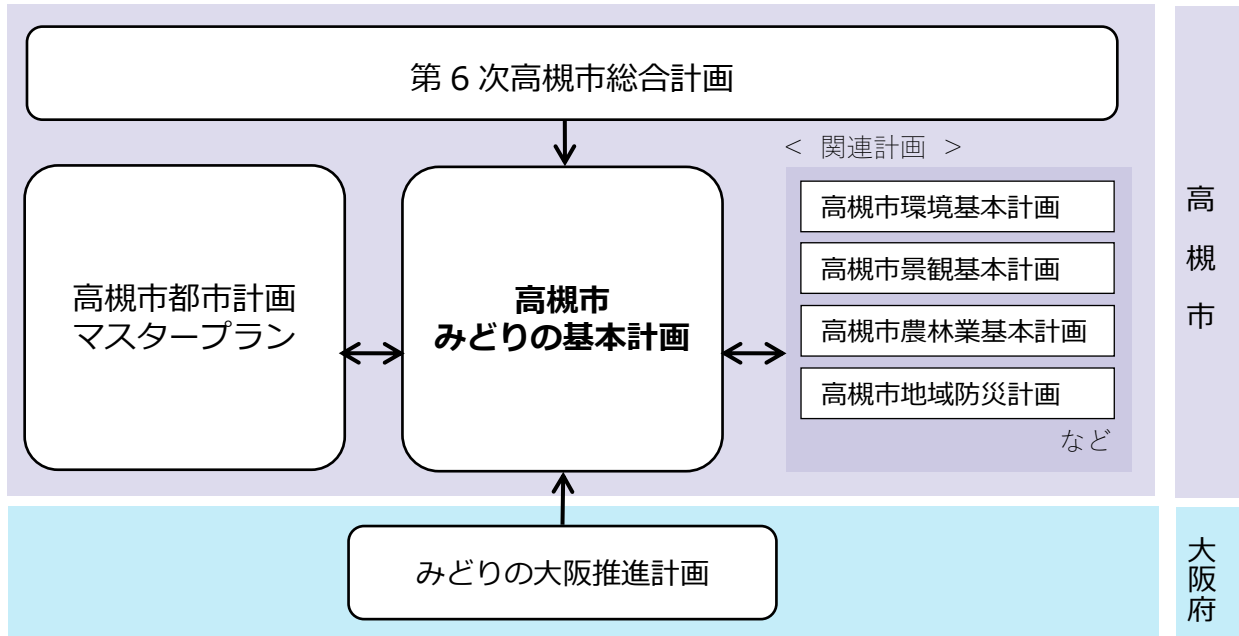 第6次高槻市総合計画
< 関連計画 >
高槻市都市計画
マスタープラン
高槻市
みどりの基本計画
高槻市環境基本計画
高槻市景観基本計画
高槻市農林業基本計画
高槻市地域防災計画
など
高槻市
みどりの大阪推進計画
大阪府